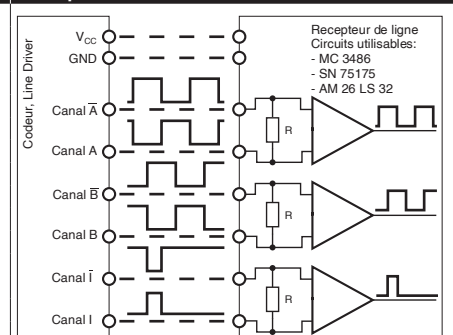 Codeur, Line Driver
V_CC
GND
Canal A̅
Canal A
Canal B̅
Canal B
Canal I̅
Canal I
Recepteur de ligne
Circuits utilisables:
- MC 3486
- SN 75175
- AM 26 LS 32
R
R
R